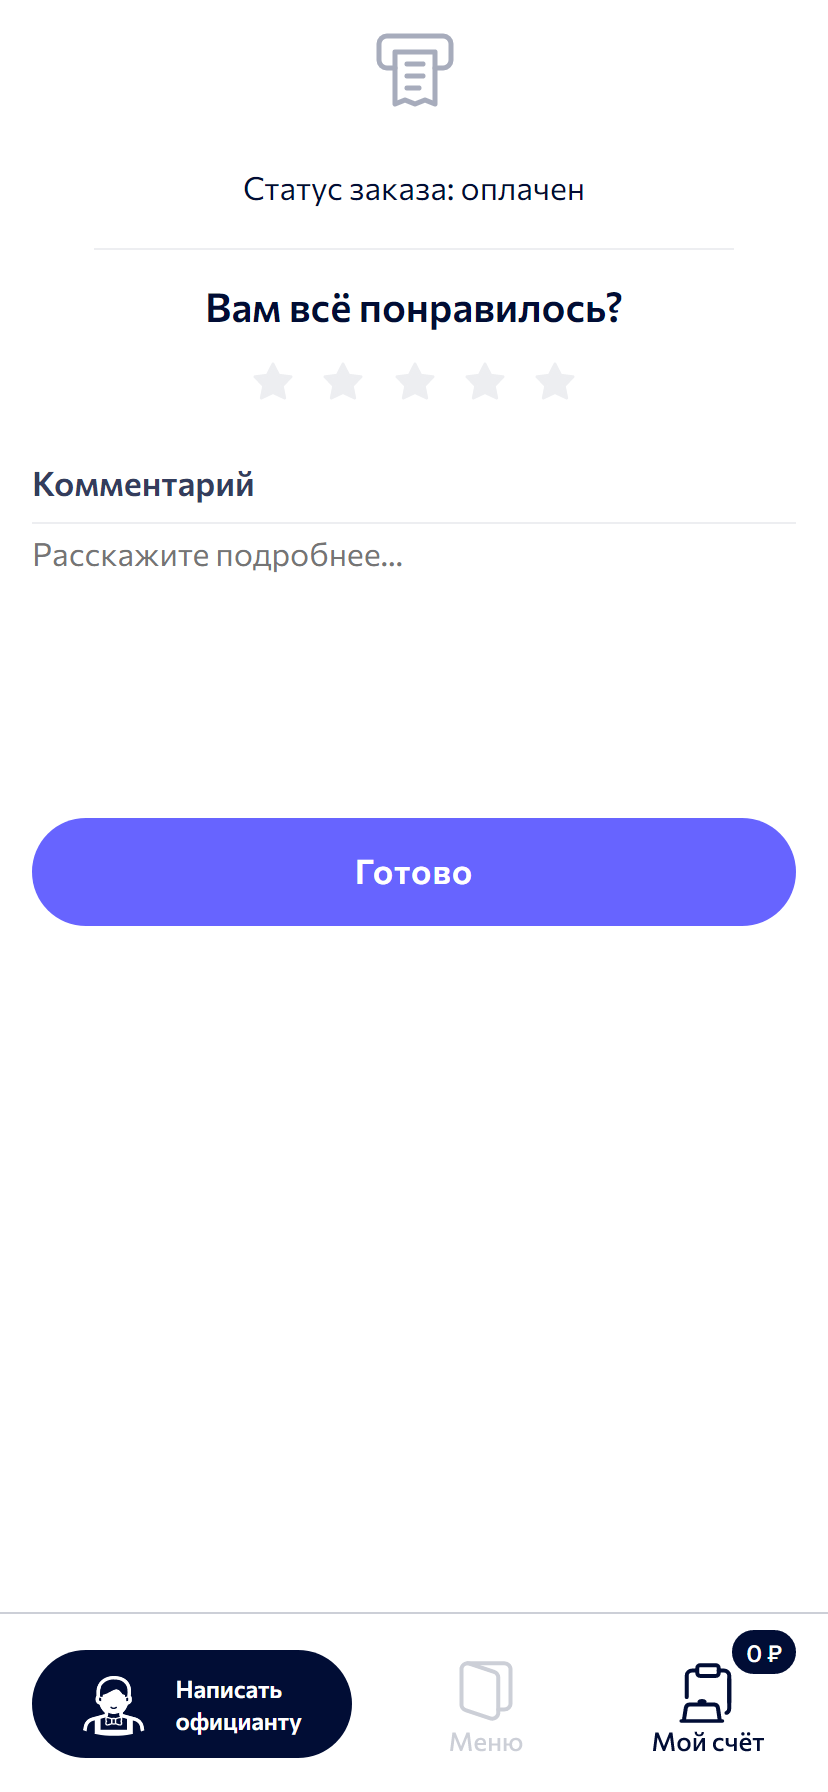 Статус заказа: оплачен
Вам всё понравилось?
Комментарий
Расскажите подробнее...
Готово
Написать
официанту
Меню
0 ₽
Мой счёт